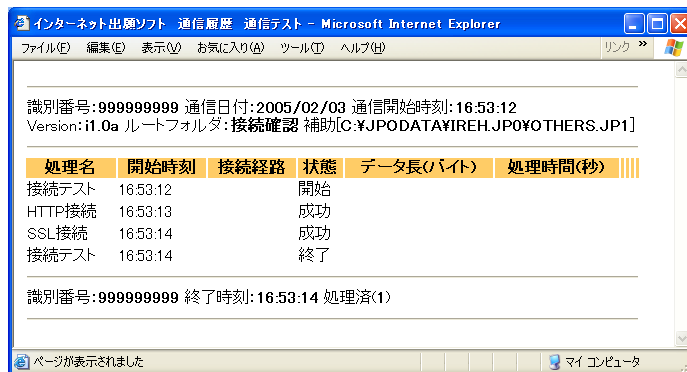 インターネット出願ソフト　通信履歴　通信テスト - Microsoft Internet Explorer
ファイル(F) 編集(E) 表示(V) お気に入り(A) ツール(T) ヘルプ(H) リンク »
識別番号:999999999 通信日付:2005/02/03 通信開始時刻:16:53:12
Version:i1.0a ルートフォルダ:接続確認 補助[C:¥JPODATA¥IREH.JP0¥OTHERS.JP1]
処理名 開始時刻 接続経路 状態 データ長(バイト) 処理時間(秒)
接続テスト 16:53:12 開始
HTTP接続 16:53:13 成功
SSL接続 16:53:14 成功
接続テスト 16:53:14 終了
識別番号:999999999 終了時刻:16:53:14 処理済(1)
ページが表示されました マイ コンピュータ